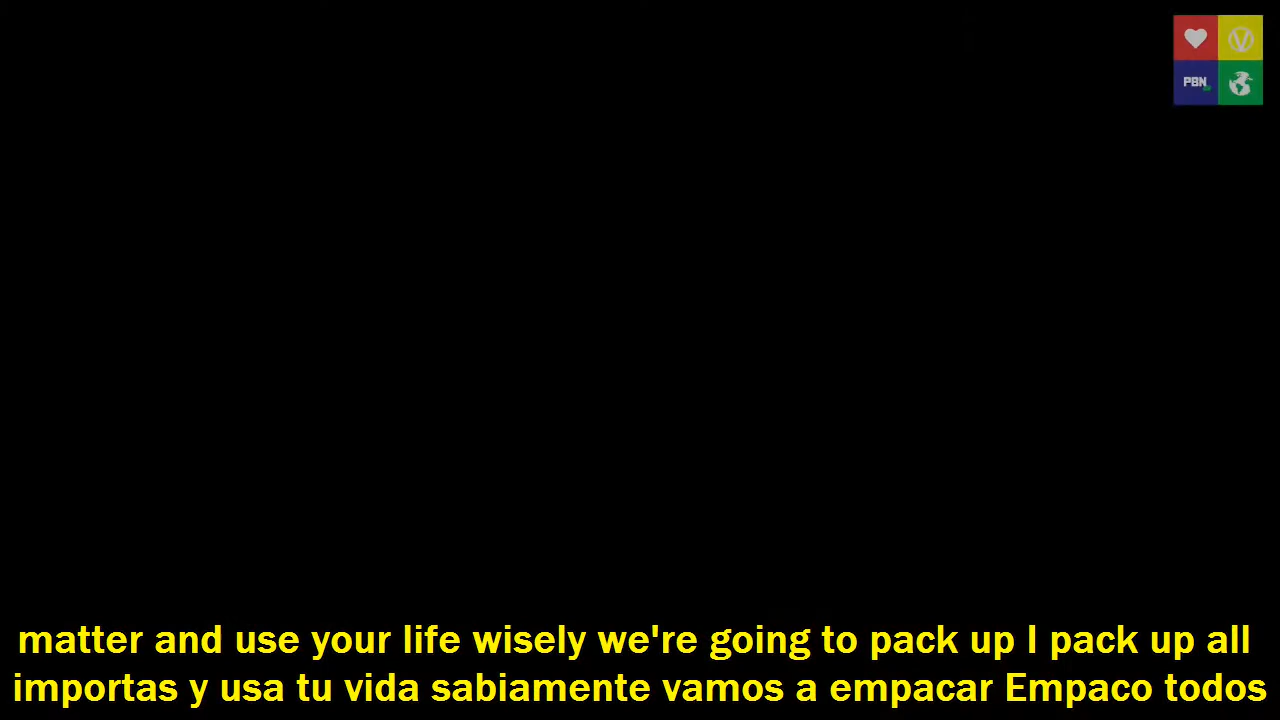 PBN
matter and use your life wisely we're going to pack up I pack up all
importas y usa tu vida sabiamente vamos a empacar Empaco todos